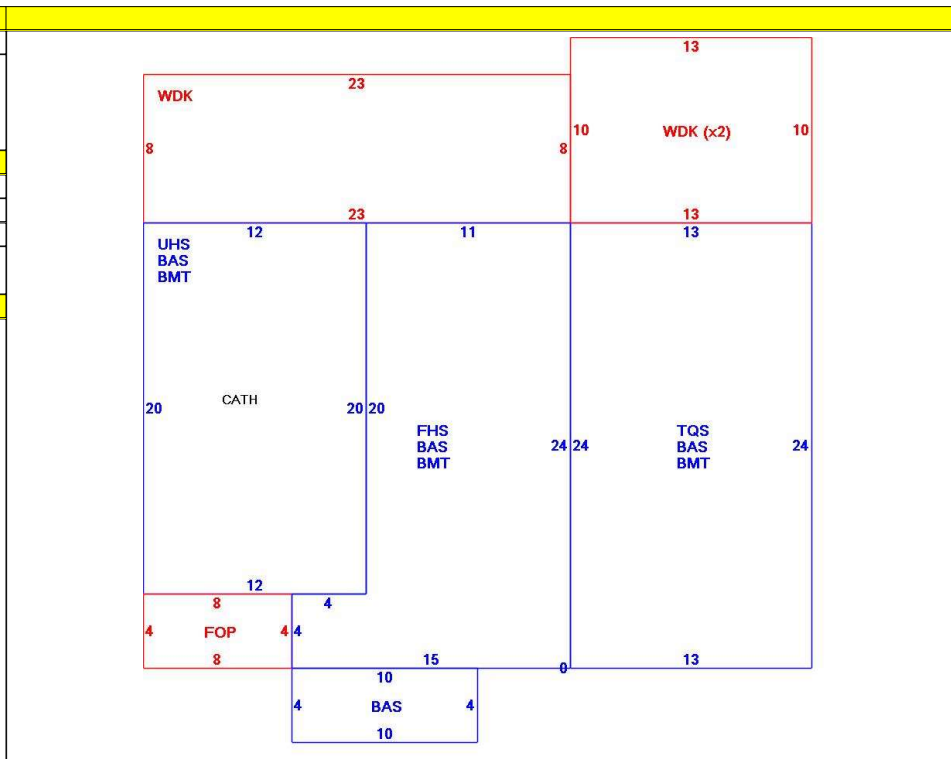 13
23
WDK
10 WDK (x2) 10
8 8
23 13
12 11 13
UHS
BAS
BMT
CATH
20 20 20
FHS
BAS
BMT
24 24
TQS
BAS
BMT
24
12
8 4
4 FOP 4 4
8 15 0 13
10
4 BAS 4
10